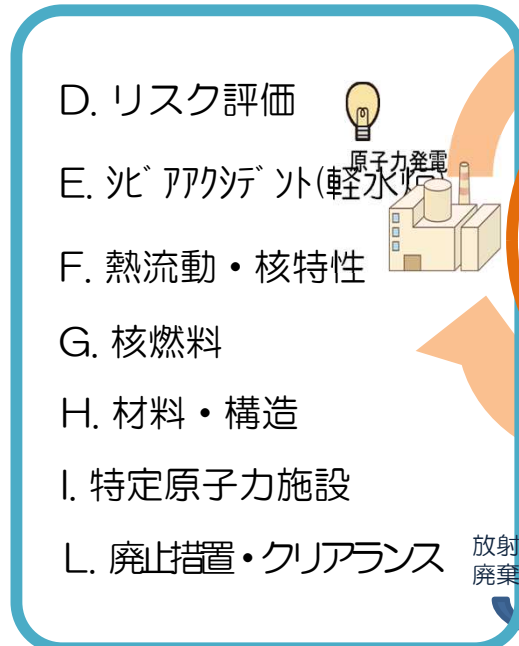 D. リスク評価
原子力発電
E. ｼﾋﾞｱｱｸｼﾃﾞﾝﾄ(軽水炉)
F. 熱流動・核特性
G. 核燃料
H. 材料・構造
I. 特定原子力施設
L. 廃止措置・クリアランス
放射
廃棄